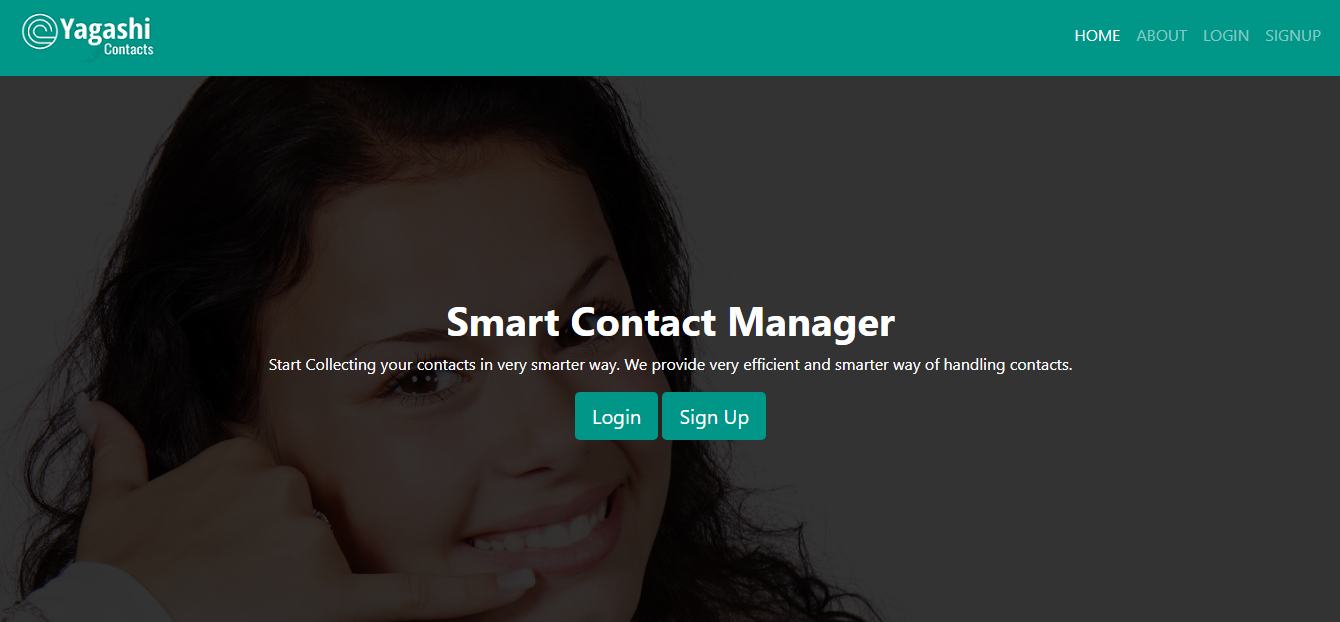 Yagashi
Contacts
HOME ABOUT LOGIN SIGNUP
Smart Contact Manager
Start Collecting your contacts in very smarter way. We provide very efficient and smarter way of handling contacts.
Login Sign Up